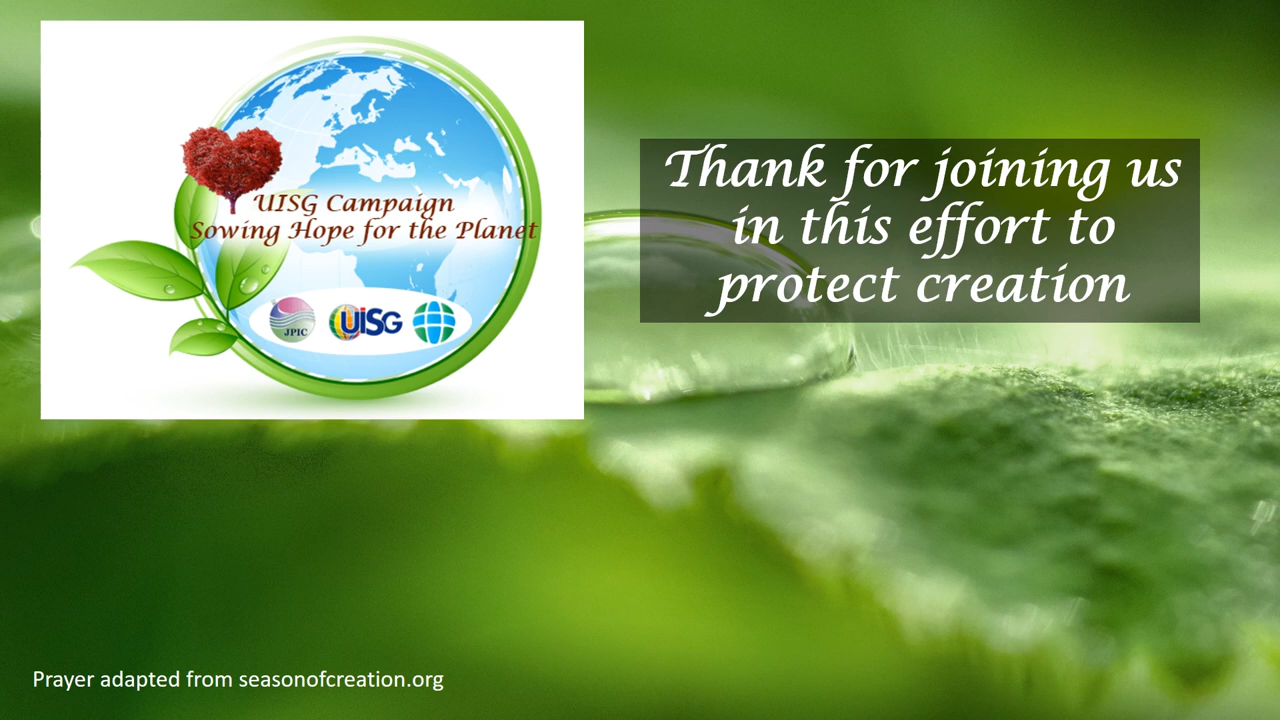 UISG Campaign
Sowing Hope for the Planet
JPIC
UISG
Thank for joining us
in this effort to
protect creation
Prayer adapted from seasonofcreation.org